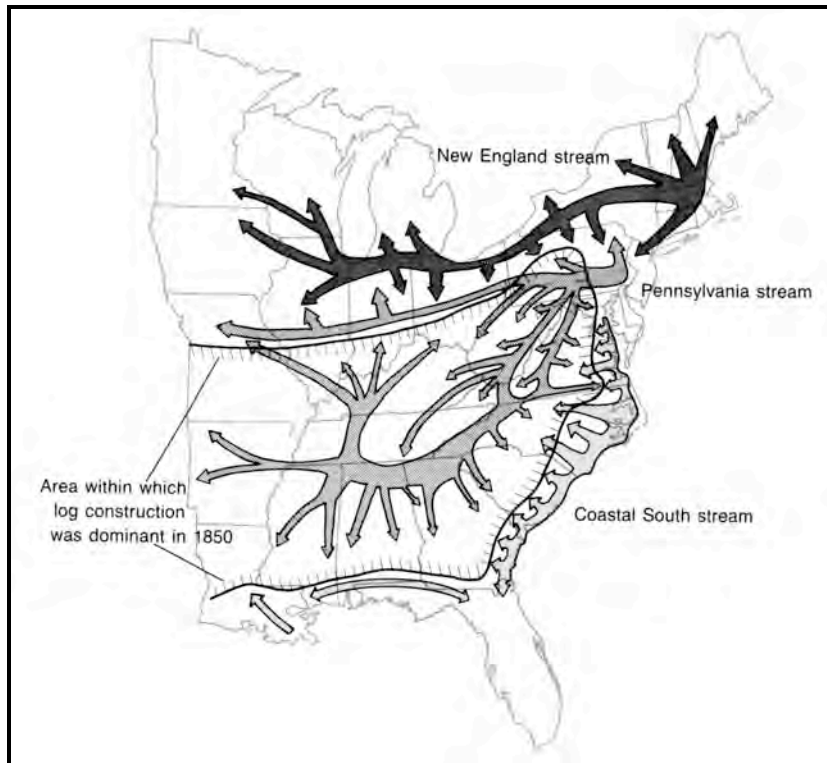 New England stream
Pennsylvania stream
Area within which
log construction
was dominant in 1850
Coastal South stream